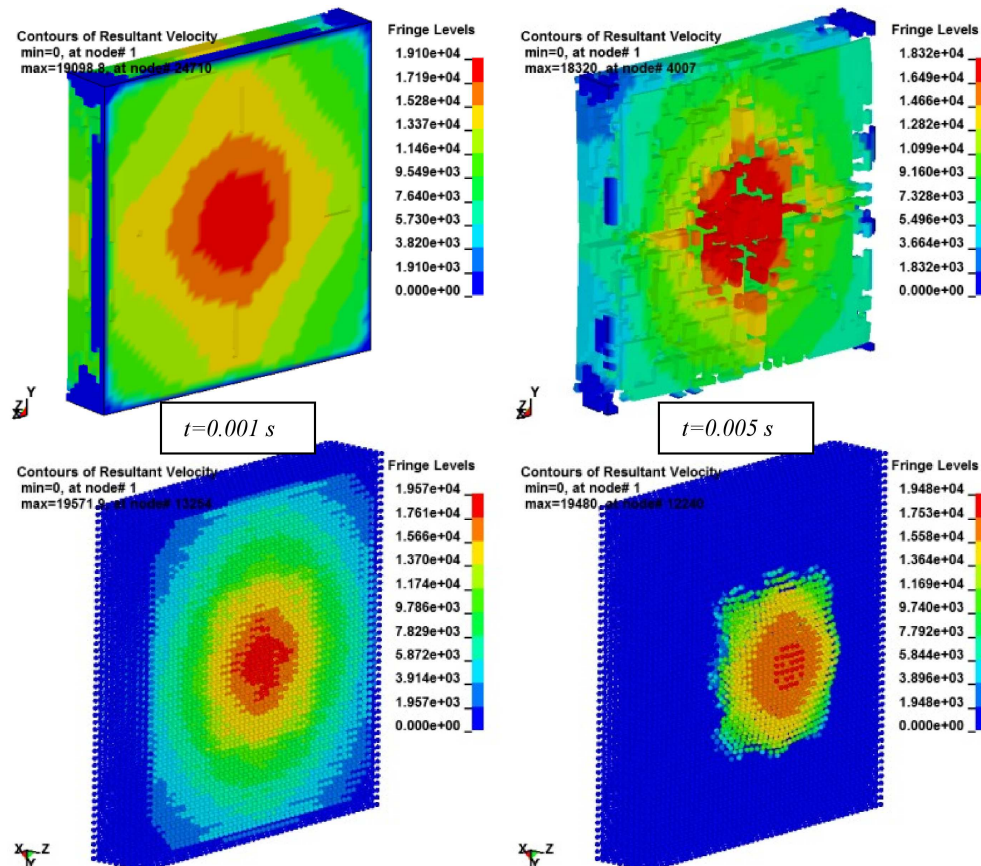 Contours of Resultant Velocity
min=0, at node# 1
max=19098.8, at node# 24710
Fringe Levels
1.910e+04
1.719e+04
1.528e+04
1.337e+04
1.146e+04
9.549e+03
7.640e+03
5.730e+03
3.820e+03
1.910e+03
0.000e+00
Y
Z
X
Contours of Resultant Velocity
min=0, at node# 1
max=18320, at node# 4007
Fringe Levels
1.832e+04
1.649e+04
1.466e+04
1.282e+04
1.099e+04
9.160e+03
7.328e+03
5.496e+03
3.664e+03
1.832e+03
0.000e+00
Y
Z
X
t=0.001 s
t=0.005 s
Contours of Resultant Velocity
min=0, at node# 1
max=19571.9, at node# 13254
Fringe Levels
1.957e+04
1.761e+04
1.566e+04
1.370e+04
1.174e+04
9.786e+03
7.829e+03
5.872e+03
3.914e+03
1.957e+03
0.000e+00
X Z
Y
Contours of Resultant Velocity
min=0, at node# 1
max=19480, at node# 12240
Fringe Levels
1.948e+04
1.753e+04
1.558e+04
1.364e+04
1.169e+04
9.740e+03
7.792e+03
5.844e+03
3.896e+03
1.948e+03
0.000e+00
X Z
Y